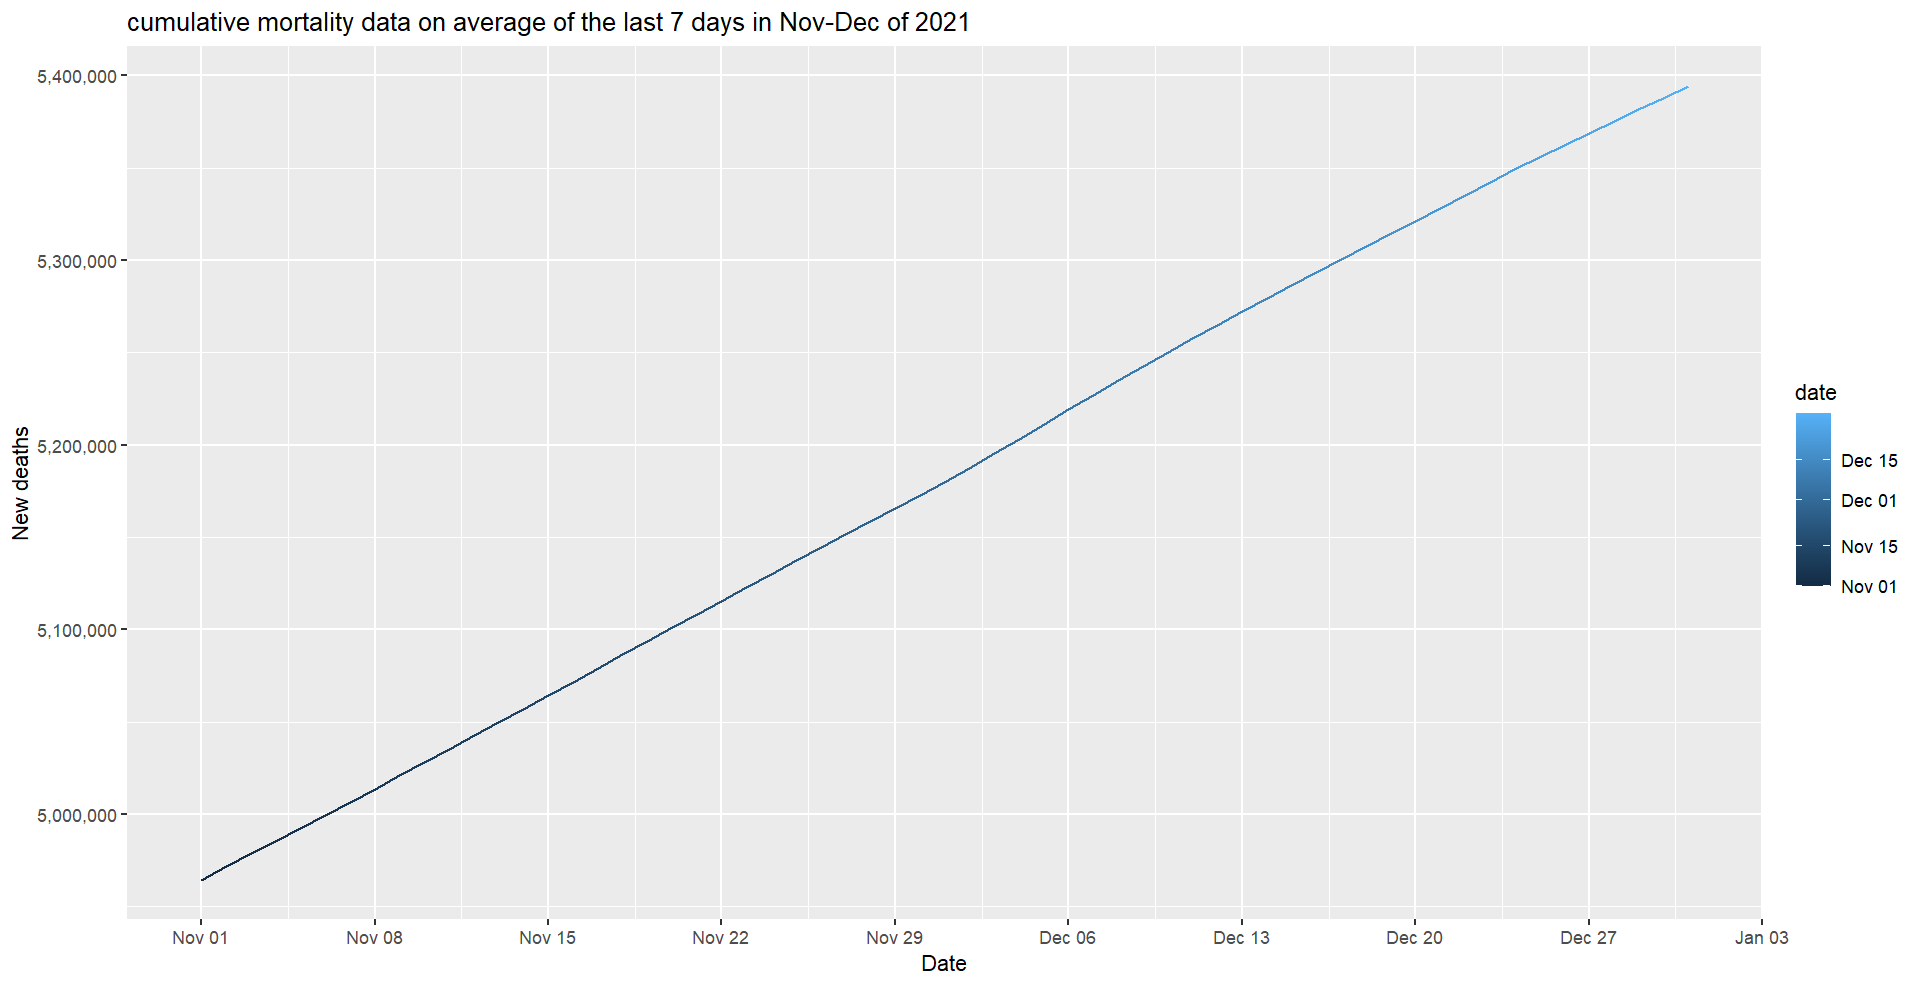 cumulative mortality data on average of the last 7 days in Nov-Dec of 2021
5,400,000
5,300,000
5,200,000
5,100,000
5,000,000
New deaths
Nov 01
Nov 08
Nov 15
Nov 22
Nov 29
Dec 06
Dec 13
Dec 20
Dec 27
Jan 03
Date
date
Dec 15
Dec 01
Nov 15
Nov 01